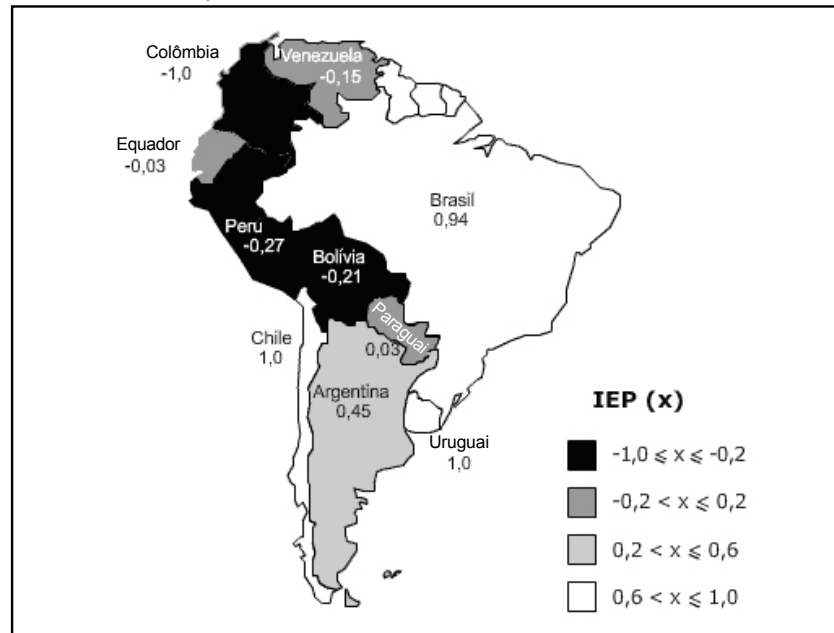 Colômbia
-1,0
Venezuela
-0,15
Equador
-0,03
Brasil
0,94
Peru
-0,27
Bolívia
-0,21
Paraguai
0,03
Chile
1,0
Argentina
0,45
Uruguai
1,0
IEP (x)
-1,0 ⩽ x ⩽ -0,2
-0,2 < x ⩽ 0,2
0,2 < x ⩽ 0,6
0,6 < x ⩽ 1,0